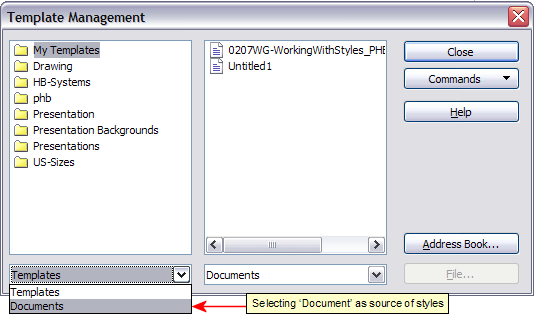 Template Management
My Templates
Drawing
HB-Systems
phb
Presentation
Presentation Backgrounds
Presentations
US-Sizes
0207WG-WorkingWithStyles_PHB
Untitled1
Close
Commands
Help
Address Book...
File...
Templates
Documents
Templates
Documents
Selecting ‘Document’ as source of styles